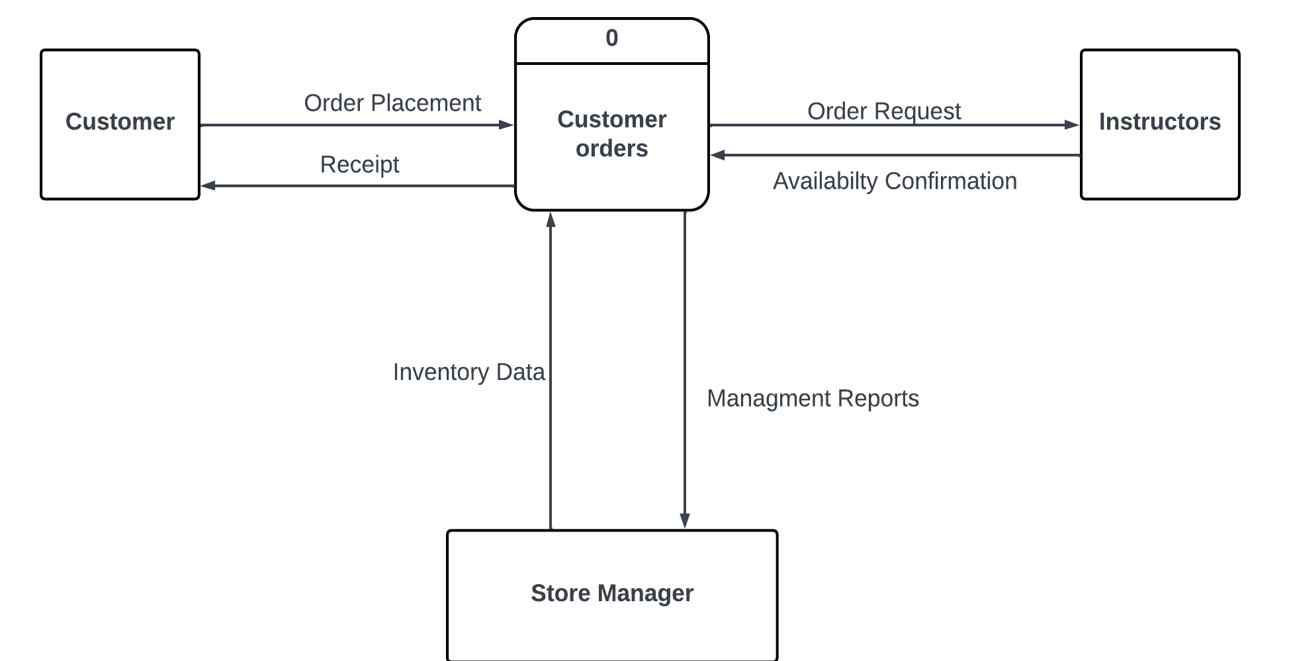 0
Customer
Order Placement
Receipt
Customer
orders
Order Request
Availabilty Confirmation
Instructors
Inventory Data
Managment Reports
Store Manager